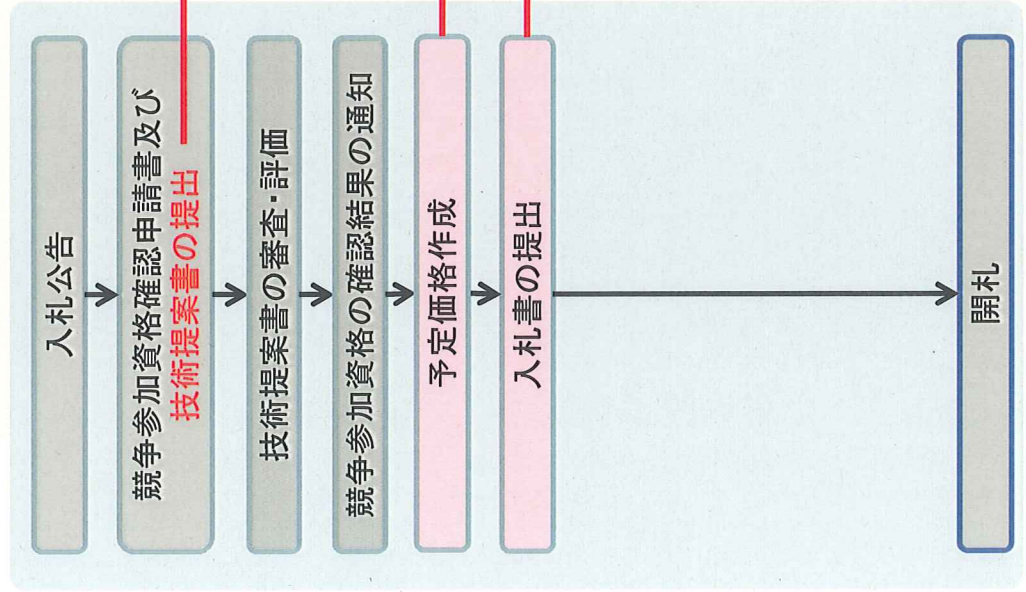 入札公告
競争参加資格確認申請書及び
技術提案書の提出
技術提案書の審査・評価
競争参加資格の確認結果の通知
予定価格作成
入札書の提出
開札